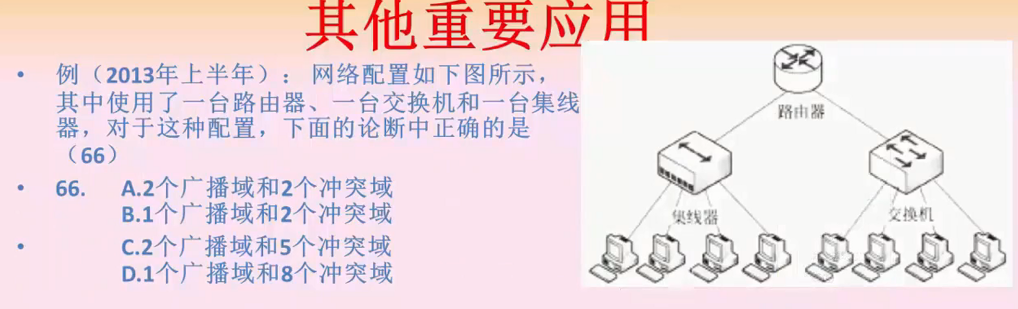 其他重要应用
• 例（2013年上半年）： 网络配置如下图所示，
其中使用了一台路由器、一台交换机和一台集线
器，对于这种配置，下面的论断中正确的是
（66）
• 66. A.2个广播域和2个冲突域
B.1个广播域和2个冲突域
• C.2个广播域和5个冲突域
D.1个广播域和8个冲突域
路由器
集线器
交换机